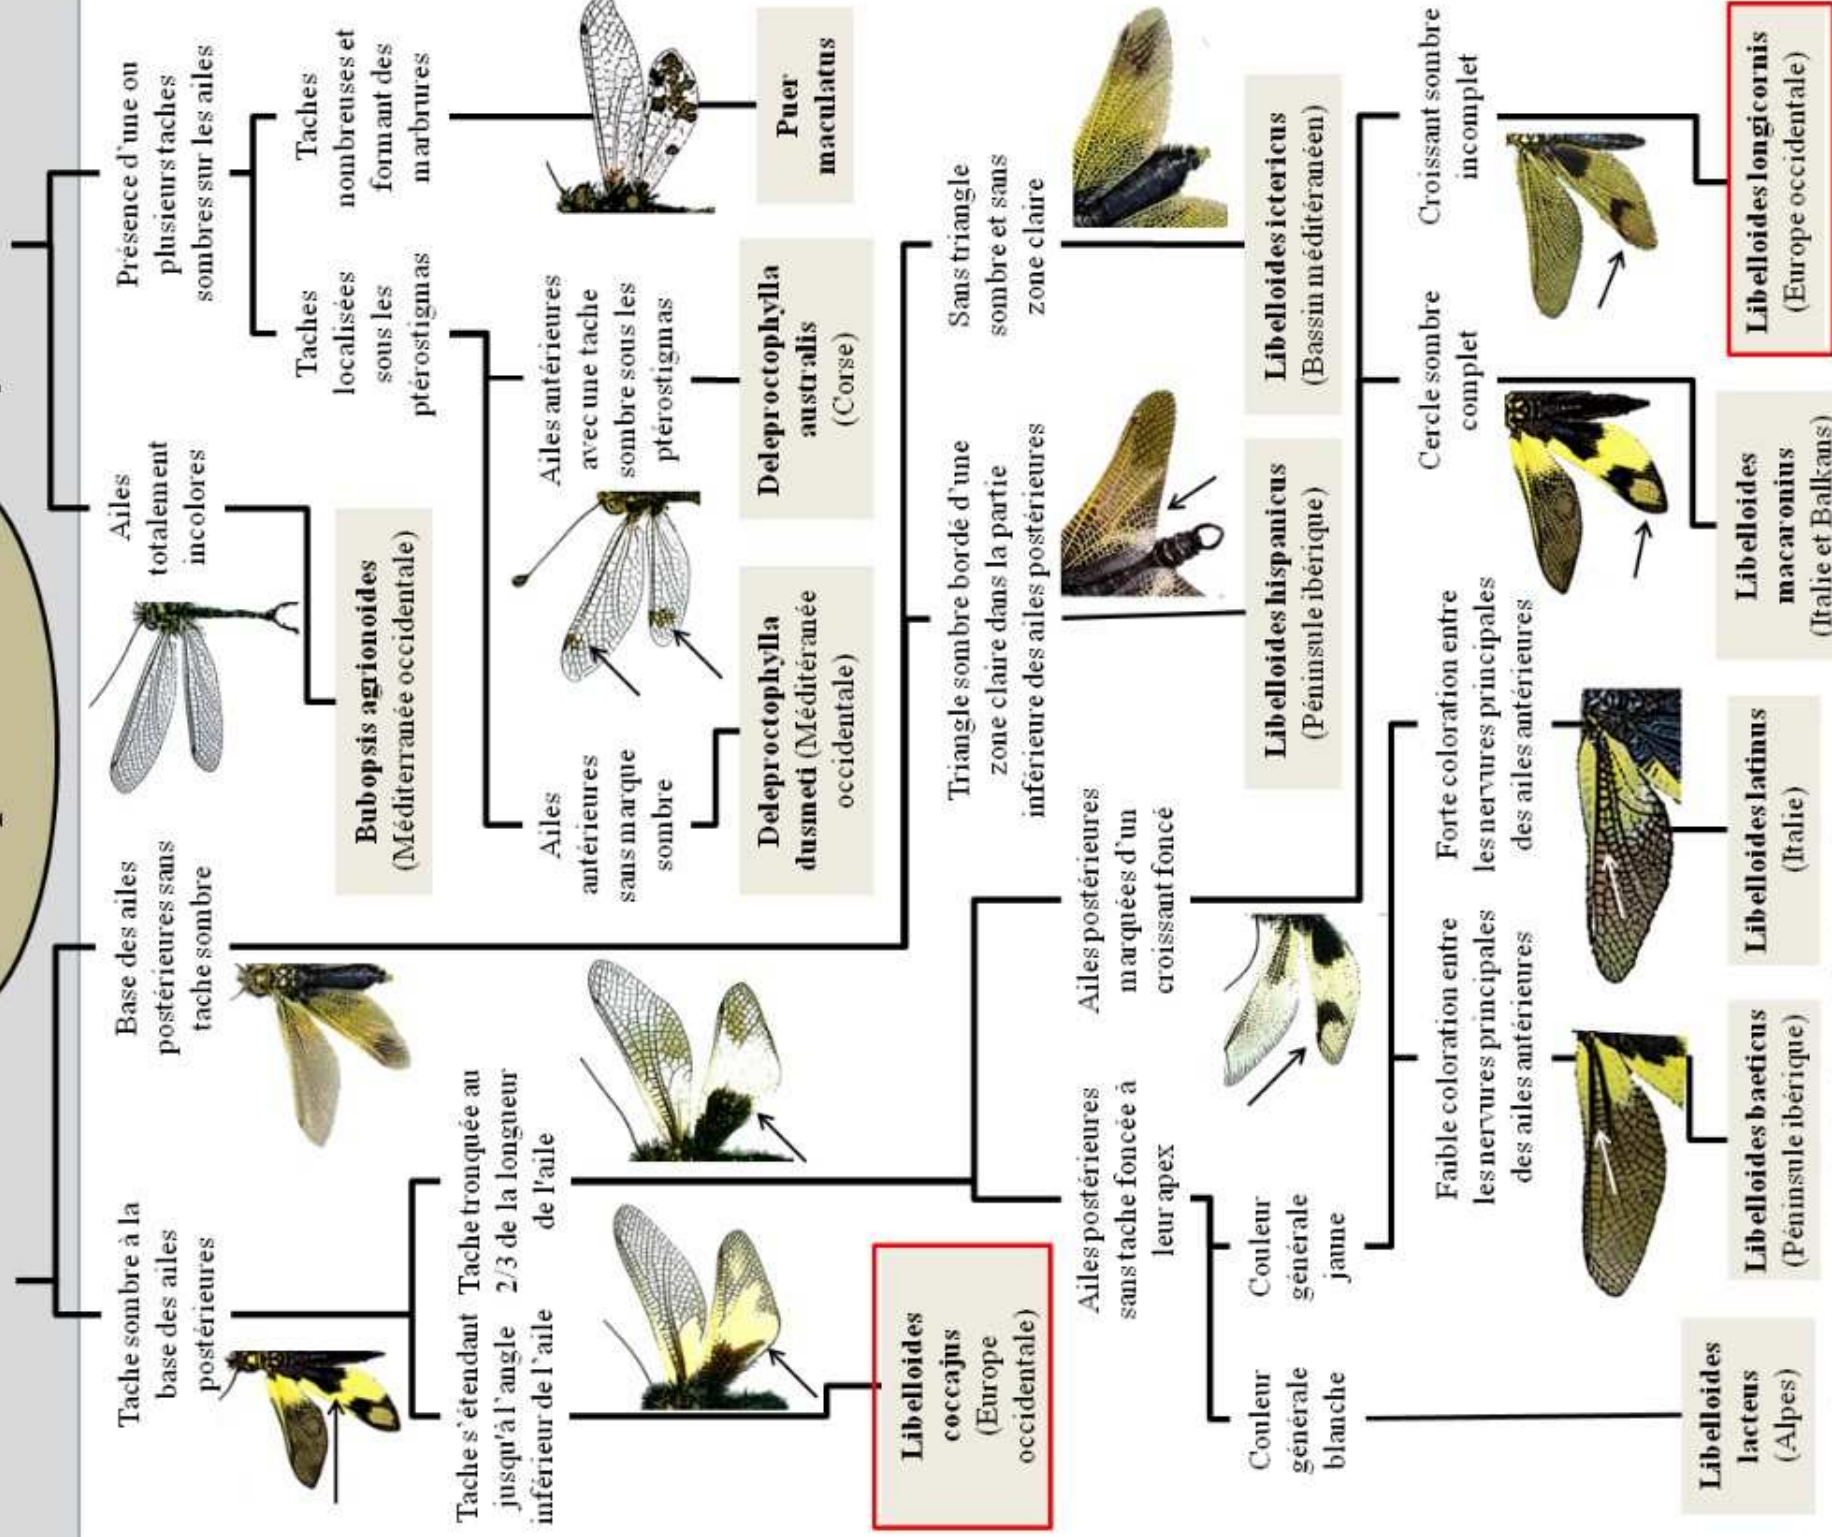 Tache sombre à la
base des ailes
postérieures
Base des ailes
postérieures sans
tache sombre
Ailes
totalement
incolores
Présence d'une ou
plusieurs taches
sombres sur les ailes
Taches
localisées
sous les
ptérostigmas
Taches
nombreuses et
formant des
marbrures
Bubopsis agrionoides
(Méditerranée occidentale)
Puer
maculatus
Tache s'étendant
jusqu'à l'angle
inférieur de l'aile
Tache tronquée au
2/3 de la longueur
de l'aile
Ailes
antérieures
sans marque
sombre
Ailes antérieures
avec une tache
sombre sous les
ptérostigmas
Deleproctophylla
dusmeti (Méditéranée
occidentale)
Deleproctophylla
australis
(Corse)
Libelloides
coccajus
(Europe
occidentale)
Triangle sombre bordé d'une
zone claire dans la partie
inférieure des ailes postérieures
Sans triangle
sombre et sans
zone claire
Ailes postérieures
sans tache foncée à
leur apex
Ailes postérieures
marquées d'un
croissant foncé
Libelloides hispanicus
(Péninsule ibérique)
Libelloides ictericus
(Bassin méditéranéen)
Couleur
générale
blanche
Couleur
générale
jaune
Faible coloration entre
les nervures principales
des ailes antérieures
Forte coloration entre
les nervures principales
des ailes antérieures
Cercle sombre
complet
Croissant sombre
incomplet
Libelloides
lacteus
(Alpes)
Libelloides baeticus
(Péninsule ibérique)
Libelloides latinus
(Italie)
Libelloides
macaronius
(Italie et Balkans)
Libelloides longicornis
(Europe occidentale)